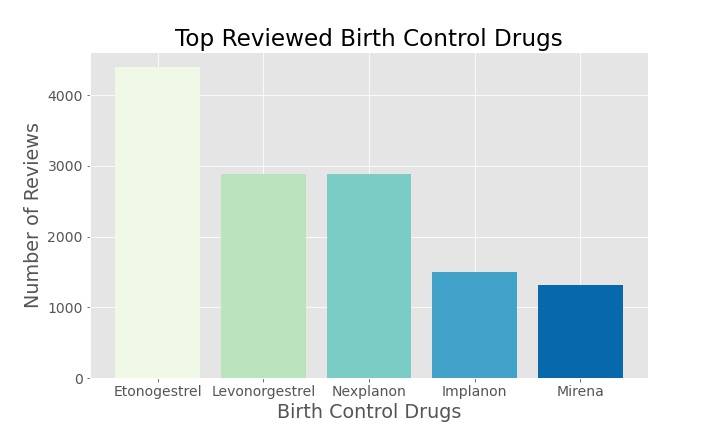 Top Reviewed Birth Control Drugs
Number of Reviews
4000
3000
2000
1000
0
Etonogestrel Levonorgestrel Nexplanon Implanon Mirena
Birth Control Drugs